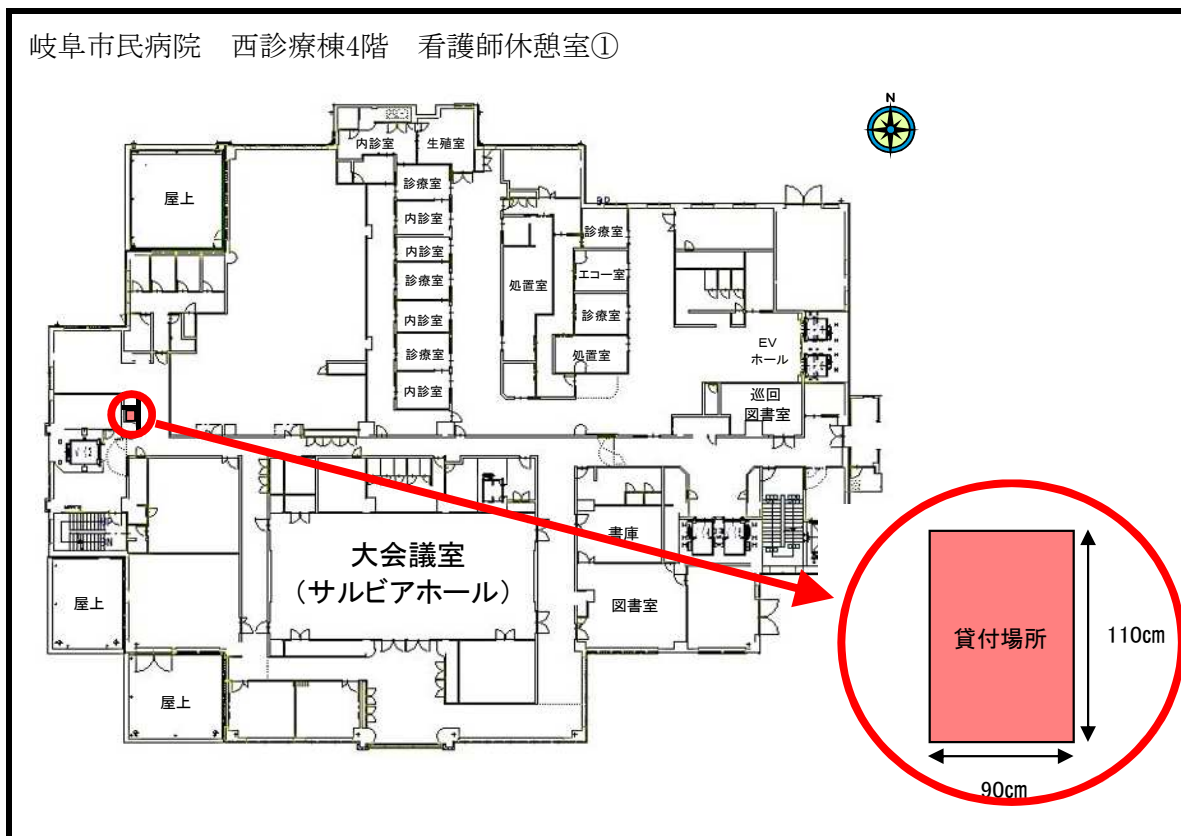 岐阜市民病院　西診療棟4階　看護師休憩室①
N
内診室
生殖室
屋上
診療室
内診室
内診室
診療室
内診室
診療室
内診室
処置室
診療室
エコー室
診療室
処置室
EV
ホール
巡回
図書室
大会議室
（サルビアホール）
書庫
図書室
屋上
屋上
貸付場所
110cm
90cm